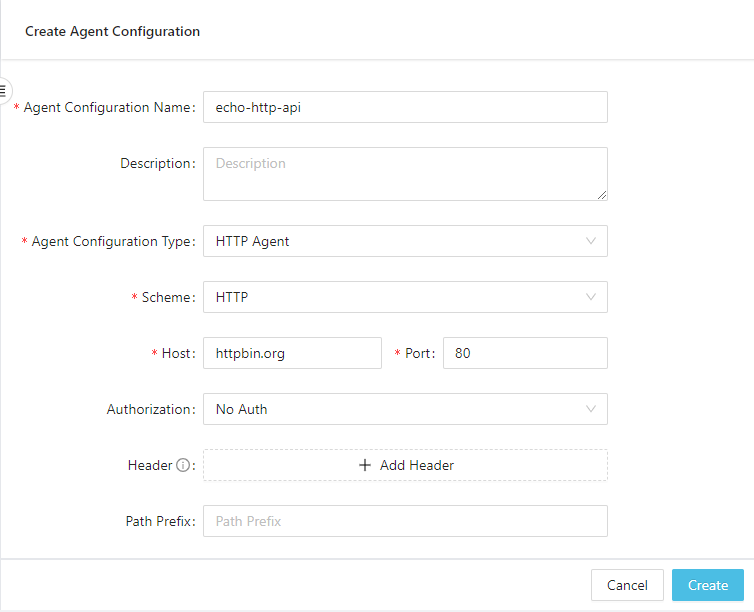 Create Agent Configuration
* Agent Configuration Name: echo-http-api
Description: Description
* Agent Configuration Type: HTTP Agent
* Scheme: HTTP
* Host: httpbin.org * Port: 80
Authorization: No Auth
Header : + Add Header
Path Prefix: Path Prefix
Cancel Create